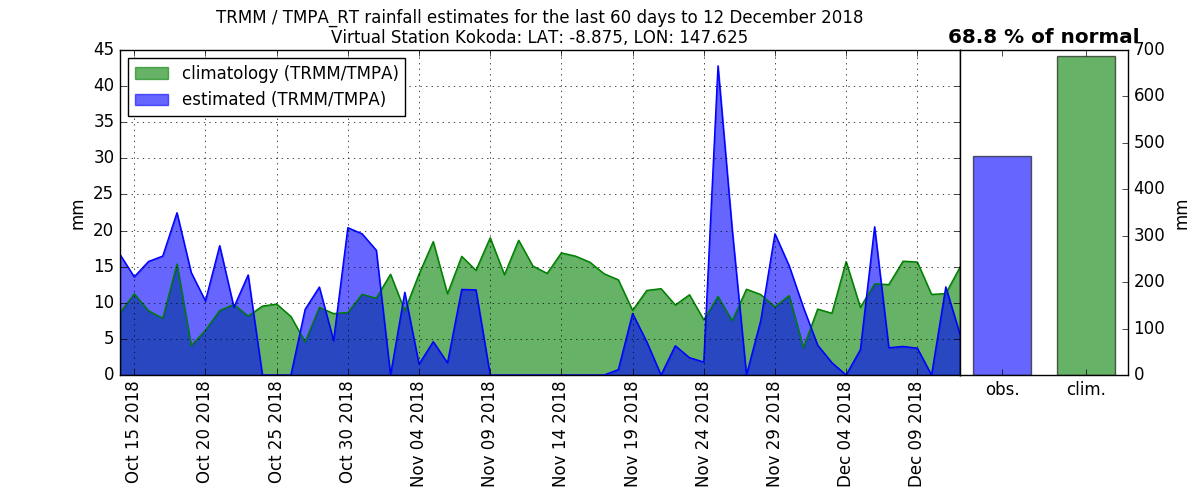 TRMM / TMPA_RT rainfall estimates for the last 60 days to 12 December 2018
Virtual Station Kokoda: LAT: -8.875, LON: 147.625
68.8 % of normal
climatology (TRMM/TMPA)
estimated (TRMM/TMPA)
mm
45
40
35
30
25
20
15
10
5
0
Oct 15 2018
Oct 20 2018
Oct 25 2018
Oct 30 2018
Nov 04 2018
Nov 09 2018
Nov 14 2018
Nov 19 2018
Nov 24 2018
Nov 29 2018
Dec 04 2018
Dec 09 2018
obs.
clim.
700
600
500
400
300
200
100
0
mm